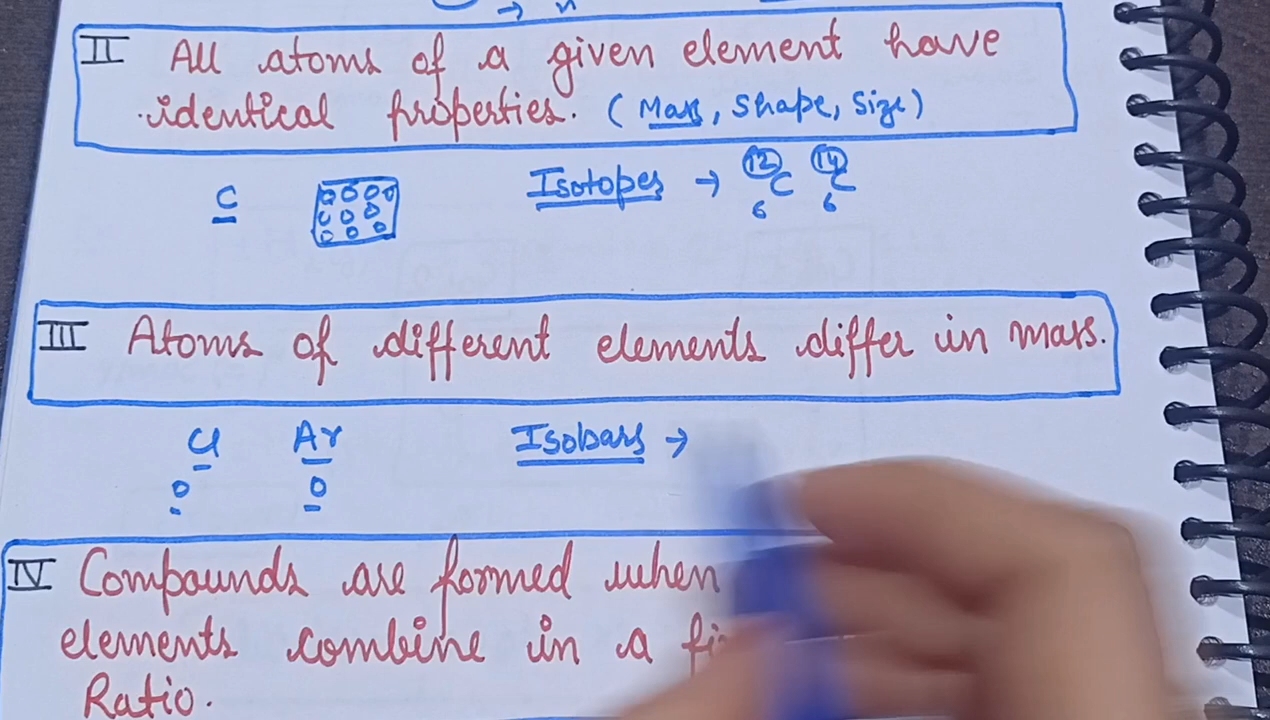 II All atoms of a given element have
identical properties. (Mass, Shape, Size)
C Isotopes → 12 C 6 14 C 6
III Atoms of different elements differ in mass.
Cl Ar Isobars →
IV Compounds are formed when
elements combine in a
Ratio.